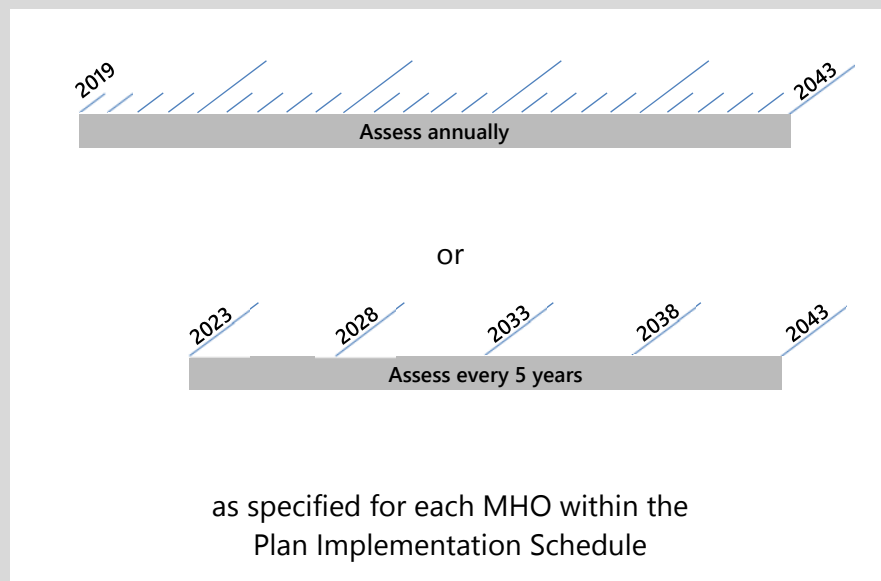 2019
2043
Assess annually
or
2023
2028
2033
2038
2043
Assess every 5 years
as specified for each MHO within the
Plan Implementation Schedule